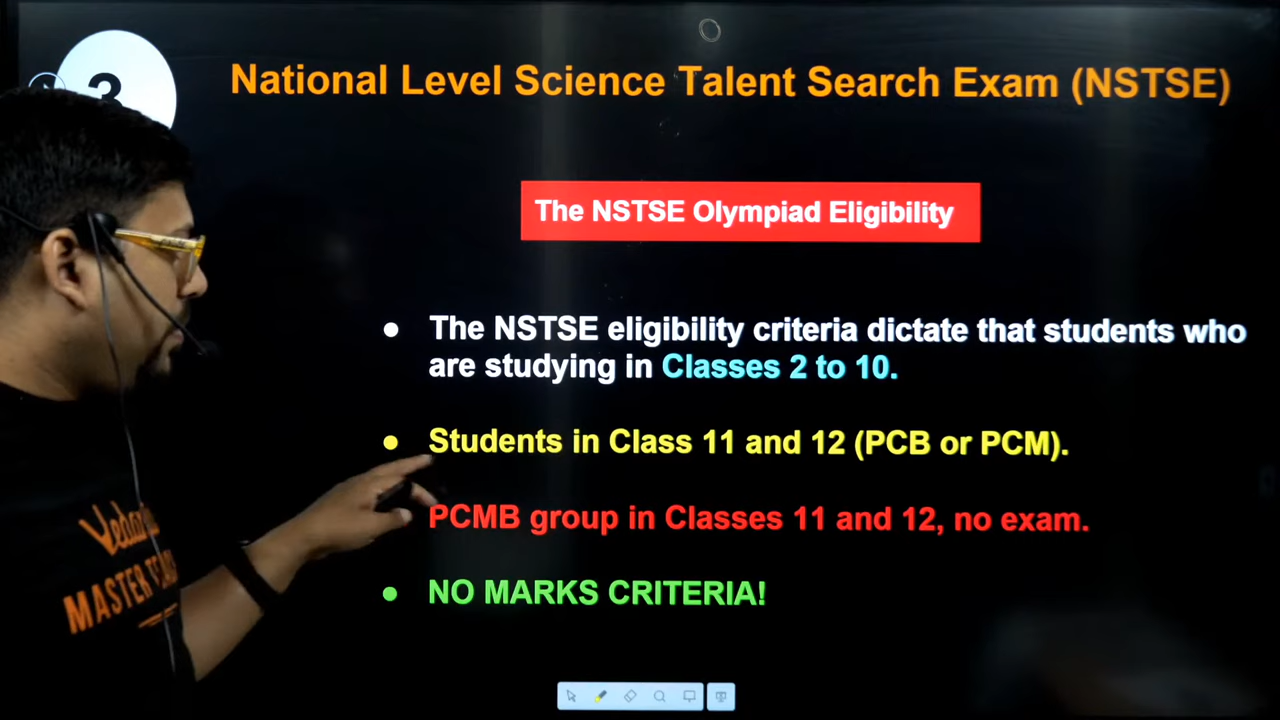 3
National Level Science Talent Search Exam (NSTSE)
The NSTSE Olympiad Eligibility
● The NSTSE eligibility criteria dictate that students who
are studying in Classes 2 to 10.
● Students in Class 11 and 12 (PCB or PCM).
PCMB group in Classes 11 and 12, no exam.
● NO MARKS CRITERIA!
MASTER